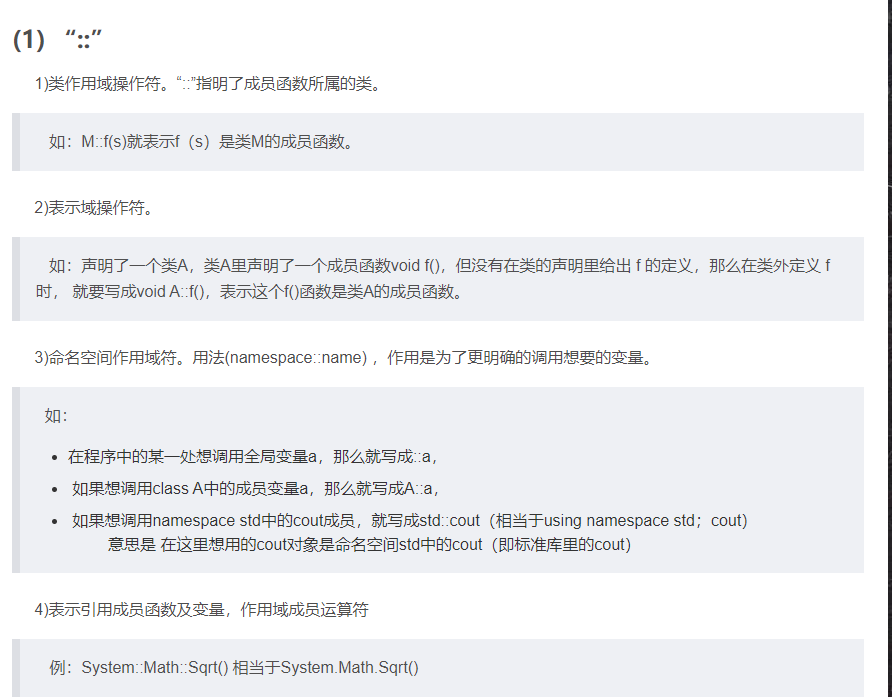 (1) “::”
1)类作用域操作符。“::”指明了成员函数所属的类。
如：M::f(s)就表示f（s）是类M的成员函数。
2)表示域操作符。
如：声明了一个类A，类A里声明了一个成员函数void f()，但没有在类的声明里给出 f 的定义，那么在类外定义 f
时， 就要写成void A::f()，表示这个f()函数是类A的成员函数。
3)命名空间作用域符。用法(namespace::name) ，作用是为了更明确的调用想要的变量。
如：
• 在程序中的某一处想调用全局变量a，那么就写成::a，
• 如果想调用class A中的成员变量a，那么就写成A::a，
• 如果想调用namespace std中的cout成员，就写成std::cout（相当于using namespace std；cout）
意思是 在这里想用的cout对象是命名空间std中的cout（即标准库里的cout）
4)表示引用成员函数及变量，作用域成员运算符
例：System::Math::Sqrt() 相当于System.Math.Sqrt()